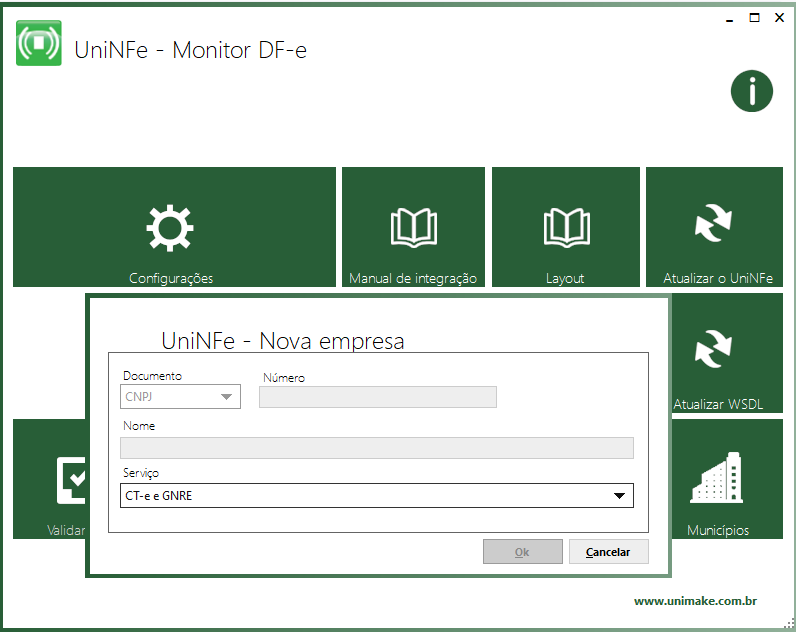 UniNFe - Monitor DF-e
Configurações
Manual de integração
Layout
Atualizar o UniNFe
UniNFe - Nova empresa
Documento
Número
CNPJ
Nome
Serviço
CT-e e GNRE
Ok
Cancelar
Atualizar WSDL
Validar
Municípios
www.unimake.com.br